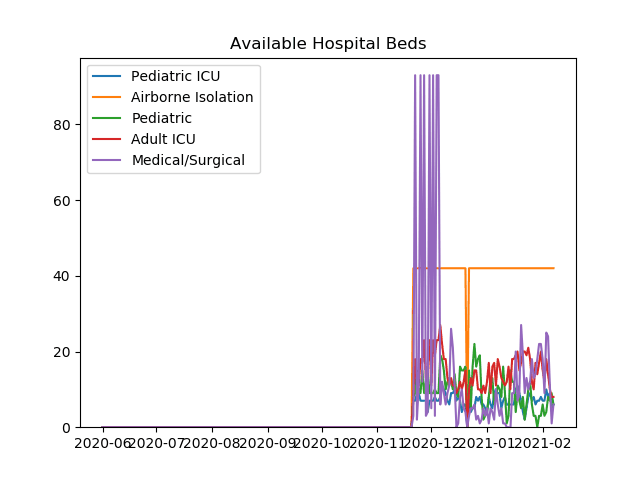 Available Hospital Beds
Pediatric ICU
Airborne Isolation
Pediatric
Adult ICU
Medical/Surgical
80
60
40
20
0
2020-06 2020-07 2020-08 2020-09 2020-10 2020-11 2020-12 2021-01 2021-02